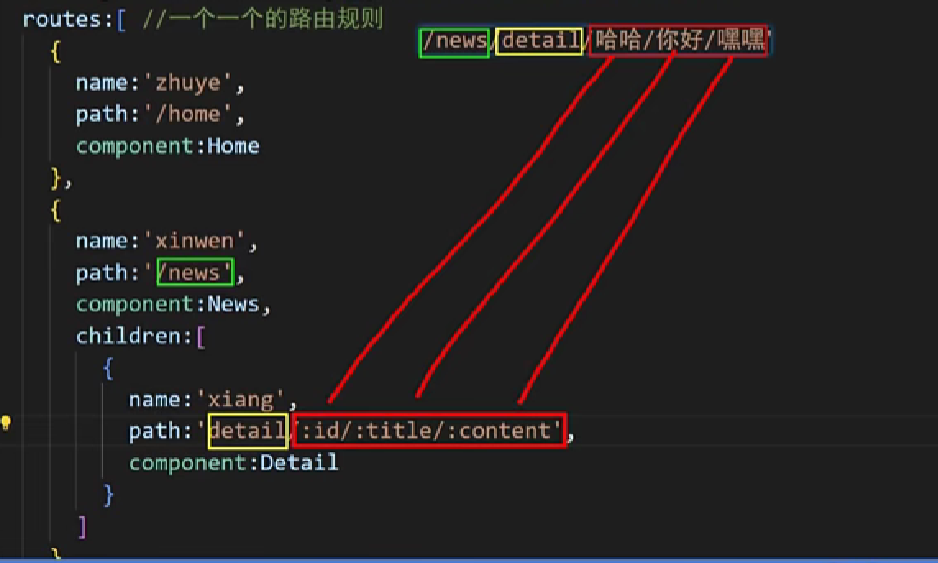 routes:[ //一个一个的路由规则
/news/detail/哈哈/你好/嘿嘿'
{
name:'zhuye',
path:'/home',
component:Home
},
{
name:'xinwen',
path:'/news',
component:News,
children:[
{
name:'xiang',
path:'detail/:id/:title/:content',
component:Detail
}
]
}